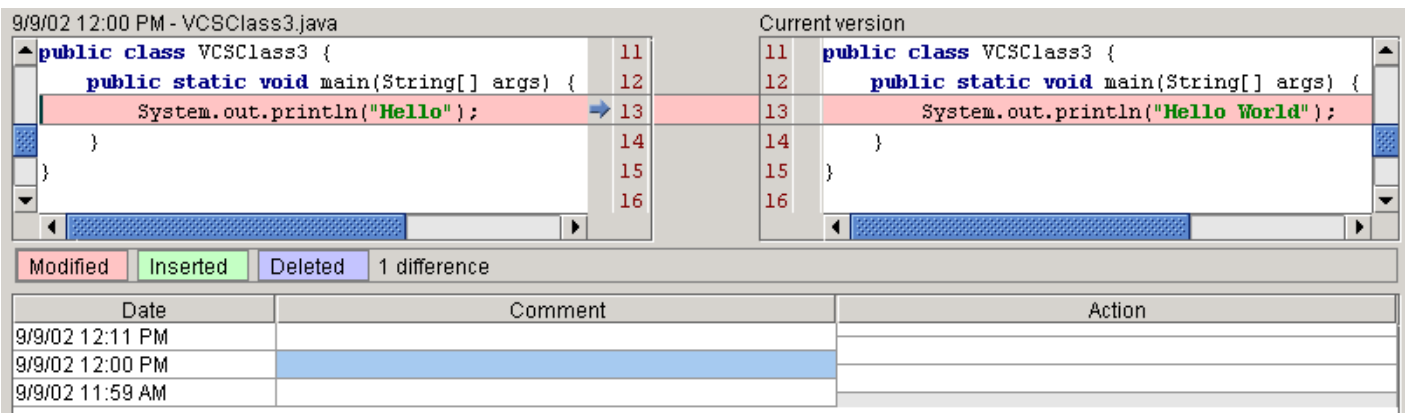 9/9/02 12:00 PM - VCSClass3.java
public class VCSClass3 { 11
public static void main(String[] args) { 12
System.out.println("Hello"); 13
} 14
} 15
16
Current version
11 public class VCSClass3 {
12 public static void main(String[] args) {
13 System.out.println("Hello World");
14 }
15 }
16
Modified Inserted Deleted 1 difference
Date Comment Action
9/9/02 12:11 PM
9/9/02 12:00 PM
9/9/02 11:59 AM